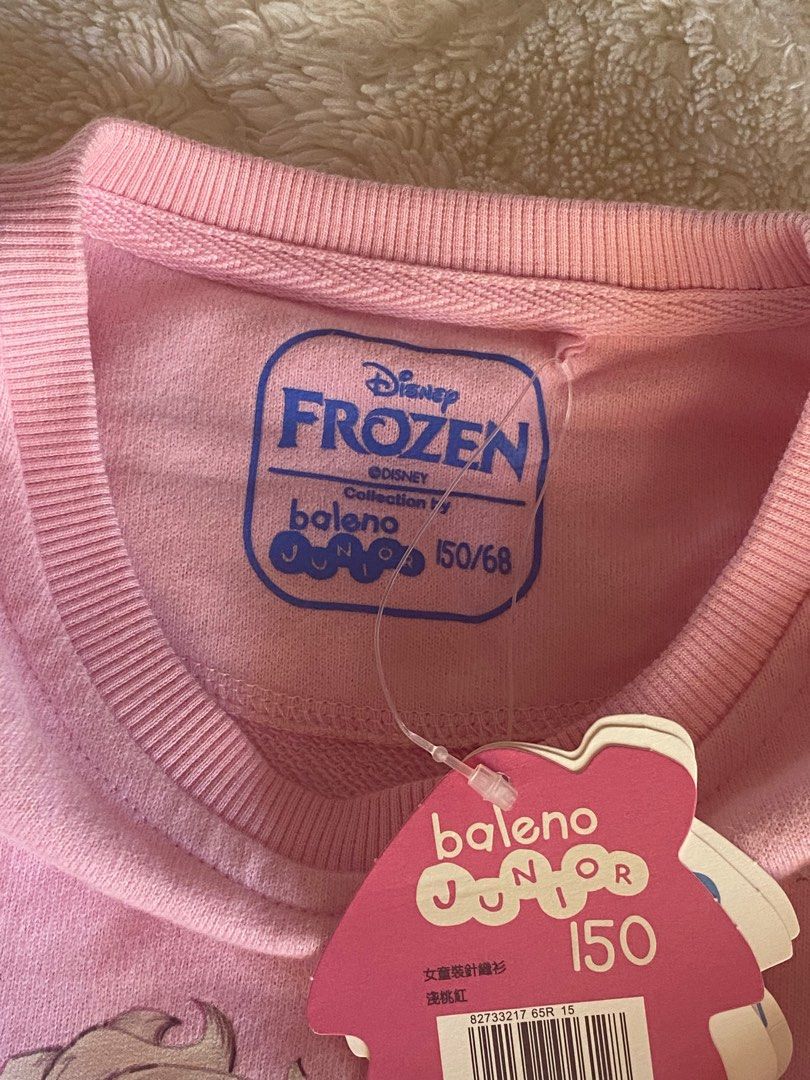 Disney
FROZEN
©DISNEY
Collection by
baleno
JUNIOR 150/68
baleno
JUNIOR
150
女童裝針織衫
淺桃紅
82733217 65R 15